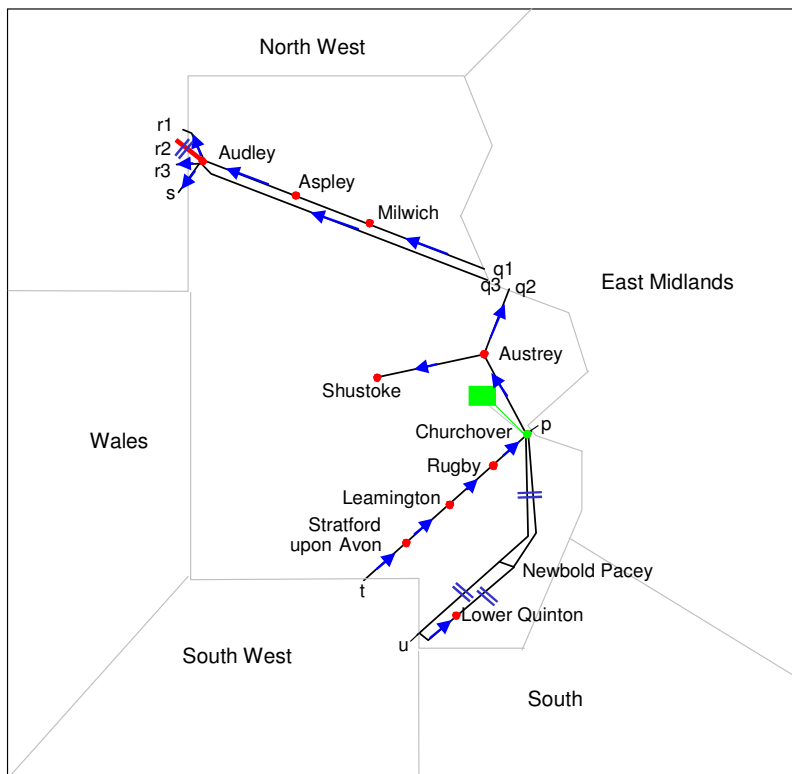 North West
r1
r2
r3
s
Audley
Aspley
Milwich
q1
q3 q2
East Midlands
Austrey
Shustoke
Wales
Churchover
p
Rugby
Leamington
Stratford
upon Avon
t
Newbold Pacey
Lower Quinton
u
South West
South